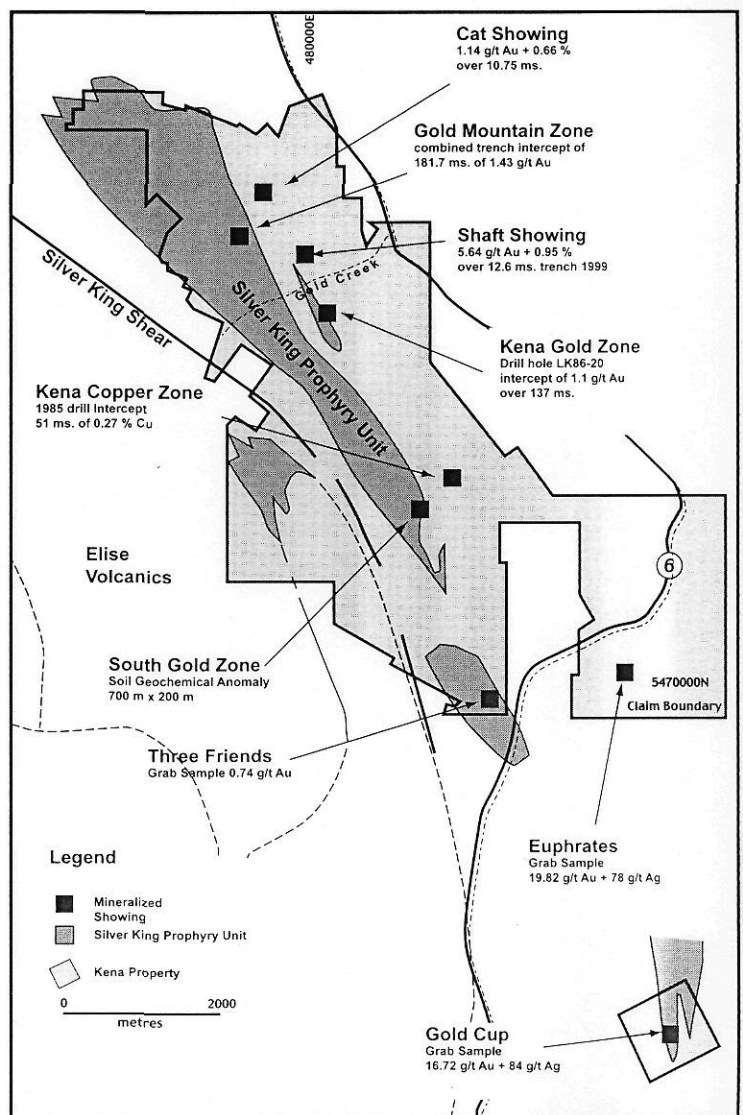 480000E
Cat Showing
1.14 g/t Au + 0.66 %
over 10.75 ms.
Gold Mountain Zone
combined trench intercept of
181.7 ms. of 1.43 g/t Au
Shaft Showing
5.64 g/t Au + 0.95 %
over 12.6 ms. trench 1999
Gold Creek
Silver King Shear
Silver King Prophyry Unit
Kena Gold Zone
Drill hole LK86-20
intercept of 1.1 g/t Au
over 137 ms.
Kena Copper Zone
1985 drill Intercept
51 ms. of 0.27 % Cu
Elise
Volcanics
6
South Gold Zone
Soil Geochemical Anomaly
700 m x 200 m
5470000N
Claim Boundary
Three Friends
Grab Sample 0.74 g/t Au
Euphrates
Grab Sample
19.82 g/t Au + 78 g/t Ag
Legend
Mineralized
Showing
Silver King Prophyry Unit
Kena Property
0 2000
metres
Gold Cup
Grab Sample
16.72 g/t Au + 84 g/t Ag